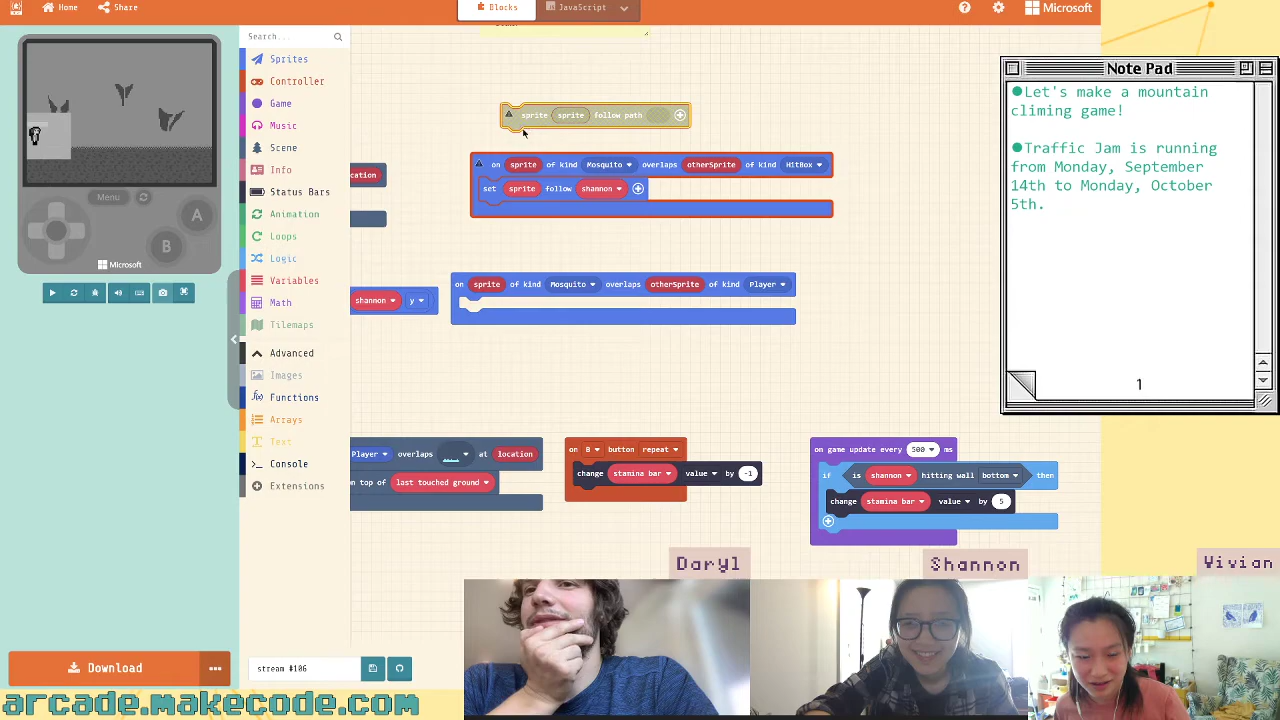 Home
Share
Blocks
JavaScript
Microsoft
Search...
Sprites
Controller
Game
Music
Scene
Info
Status Bars
Animation
Loops
Logic
Variables
Math
Tilemaps
Advanced
Images
Functions
Arrays
Text
Console
Extensions
Menu
A
B
Microsoft
sprite sprite follow path
cation
on sprite of kind Mosquito overlaps otherSprite of kind HitBox
set sprite follow shannon
shannon y
on sprite of kind Mosquito overlaps otherSprite of kind Player
Player overlaps at location
on top of last touched ground
on B button repeat
change stamina bar value by -1
on game update every 500 ms
if is shannon hitting wall bottom then
change stamina bar value by 5
Note Pad
●Let's make a mountain
climing game!
●Traffic Jam is running
from Monday, September
14th to Monday, October
5th.
1
Daryl
Shannon
Vivian
Download
stream #106
arcade.makecode.com